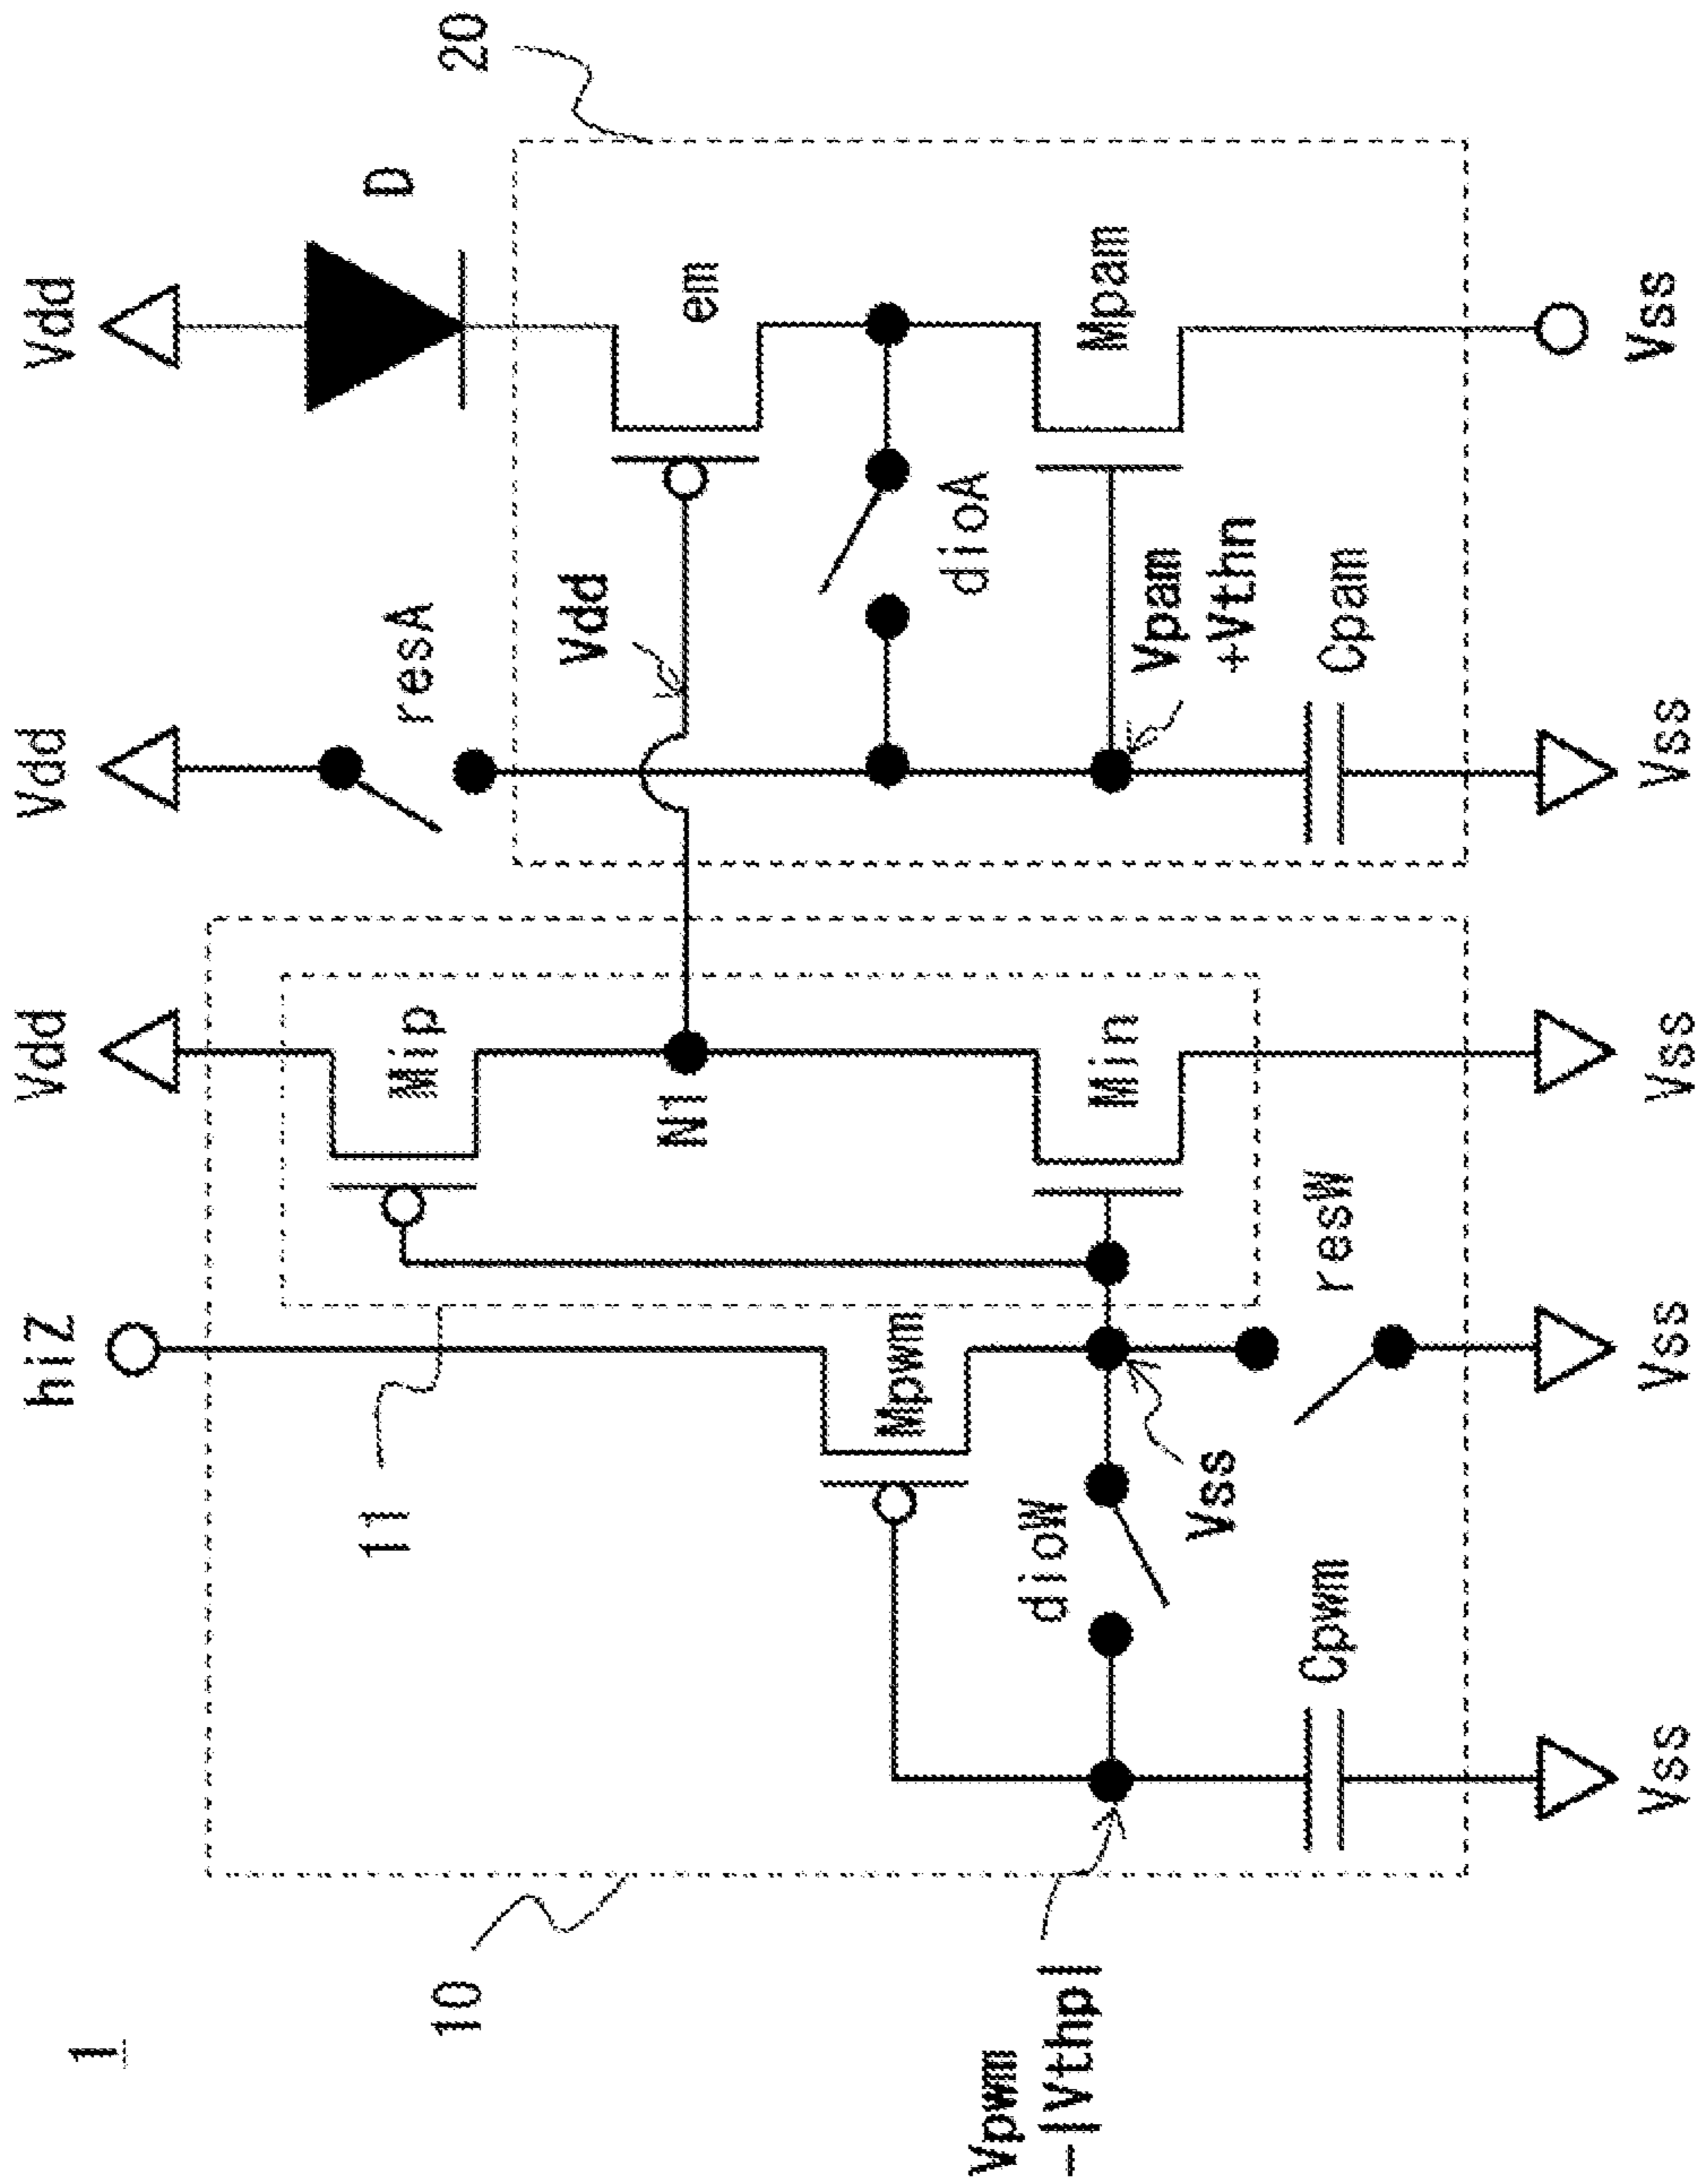 1
10
Vpwm
-|Vthp|
hiZ
Vdd
Vdd
Vdd
D
20
11
Mip
resA
Vdd
em
Mpwm
N1
dioA
Mpam
dioW
Vss
Min
Vpam
+Vthn
Cpwm
resW
Cpam
Vss
Vss
Vss
Vss
Vss